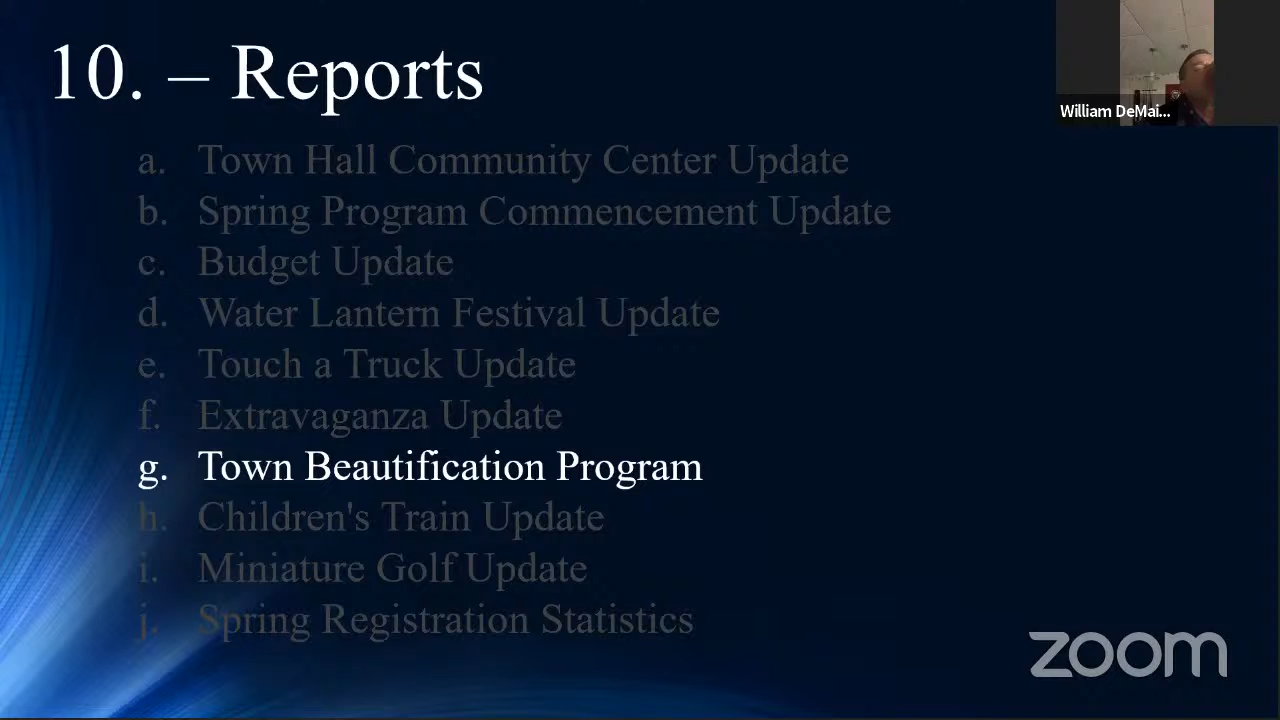 10. – Reports
William DeMai...
a. Town Hall Community Center Update
b. Spring Program Commencement Update
c. Budget Update
d. Water Lantern Festival Update
e. Touch a Truck Update
f. Extravaganza Update
g. Town Beautification Program
h. Children's Train Update
i. Miniature Golf Update
j. Spring Registration Statistics
zoom